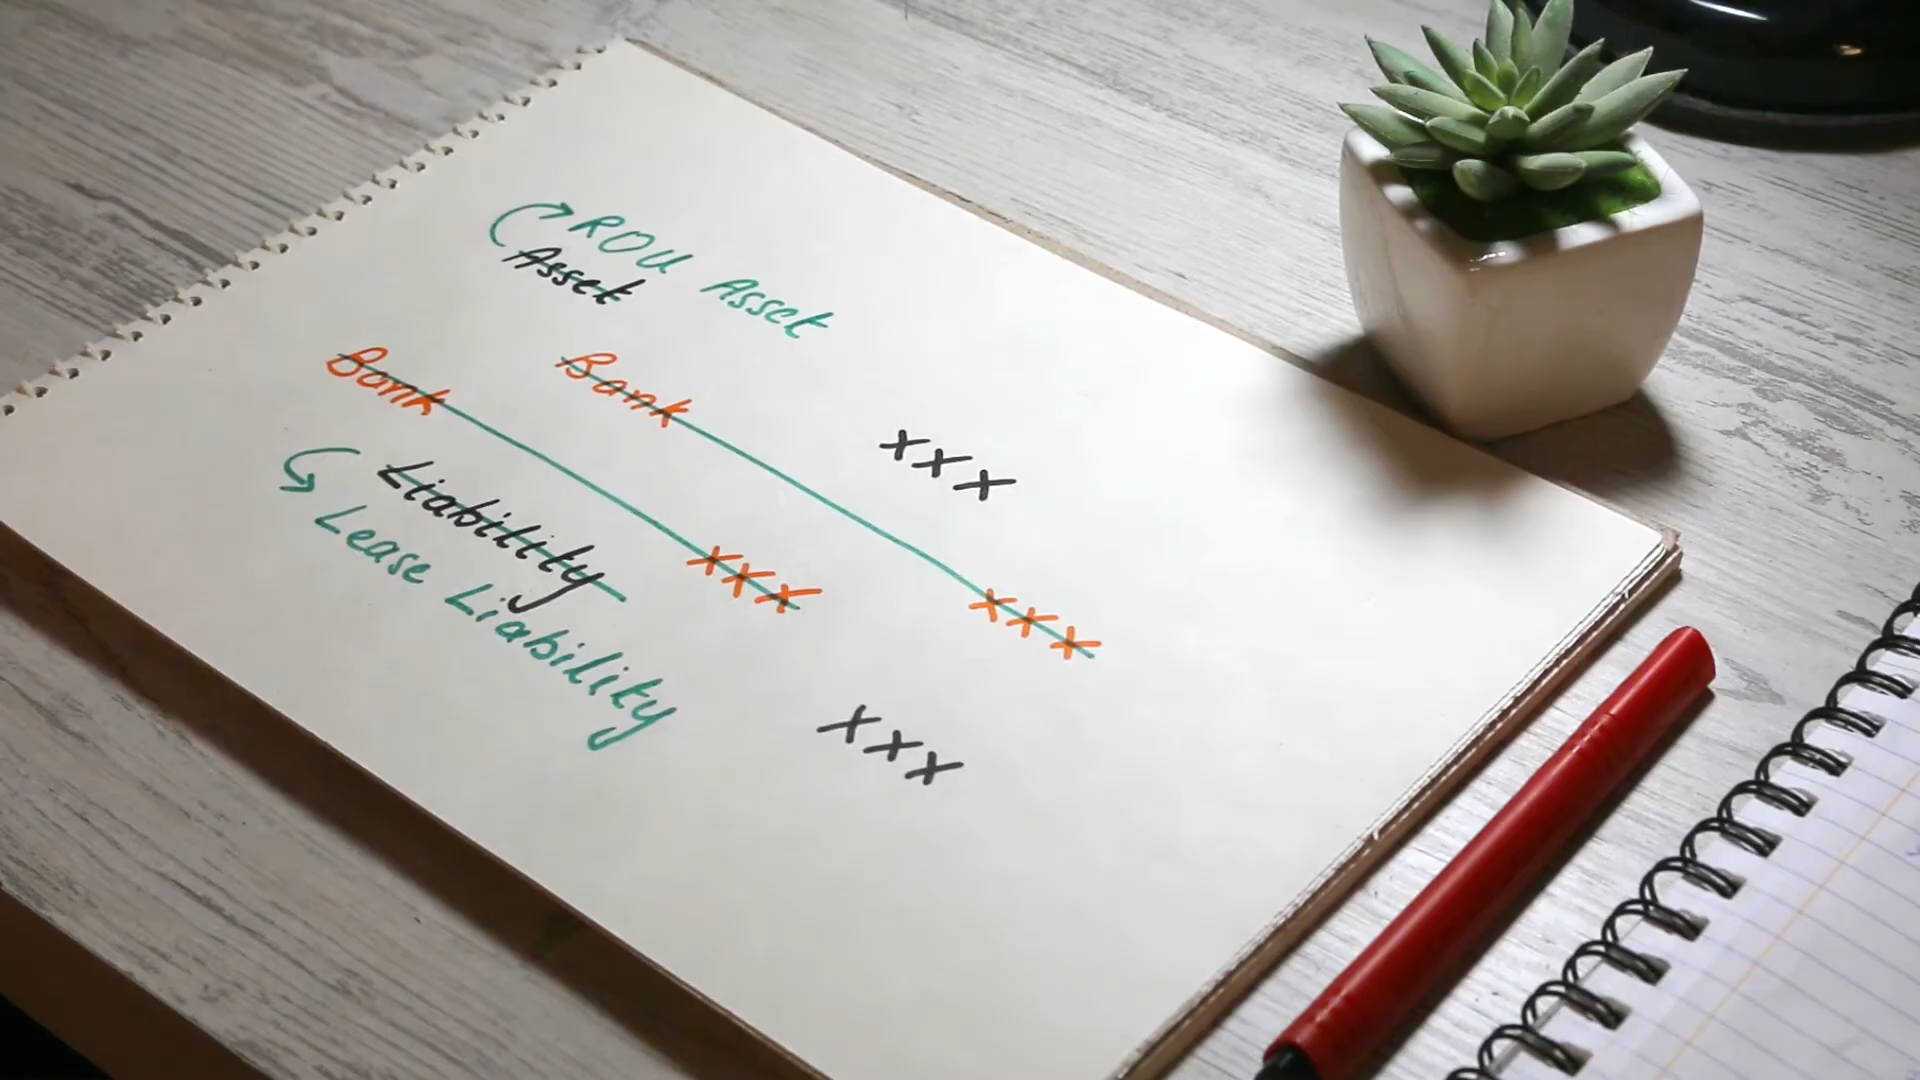 ROU Asset
Asset
Bank xxx
Bank xxx
Liability xxx
Lease Liability xxx